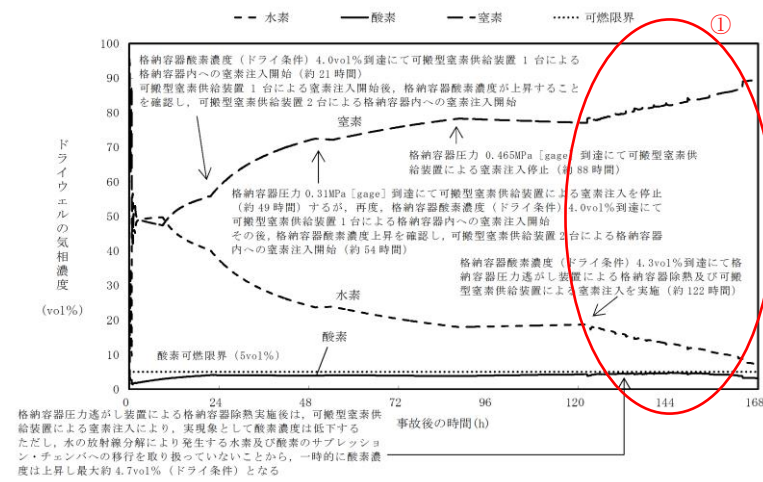 水素 酸素 窒素 可燃限界
①
100
90
80
70
60
50
40
30
20
10
0
ドライウェルの気相濃度
(vol%)
格納容器酸素濃度（ドライ条件）4.0vol%到達にて可搬型窒素供給装置 1 台による
格納容器内への窒素注入開始（約 21 時間）
可搬型窒素供給装置 1 台による窒素注入開始後，格納容器酸素濃度が上昇すること
を確認し，可搬型窒素供給装置 2 台による格納容器内への窒素注入開始
窒素
格納容器圧力 0.465MPa［gage］到達にて可搬型窒素供
給装置による窒素注入停止（約 88 時間）
格納容器圧力 0.31MPa［gage］到達にて可搬型窒素供給装置による窒素注入を停止
（約 49 時間）するが，再度，格納容器酸素濃度（ドライ条件）4.0vol%到達にて
可搬型窒素供給装置 1 台による格納容器内への窒素注入開始
その後，格納容器酸素濃度上昇を確認し，可搬型窒素供給装置 2 台による格納容器
内への窒素注入開始（約 54 時間）
格納容器酸素濃度（ドライ条件）4.3vol%到達にて格
納容器圧力逃がし装置による格納容器除熱及び可搬
型窒素供給装置による窒素注入を実施（約 122 時間）
水素
酸素
酸素可燃限界（5vol%）
0 24 48 72 96 120 144 168
事故後の時間(h)
格納容器圧力逃がし装置による格納容器除熱実施後は，可搬型窒素供
給装置による窒素注入により，実現象として酸素濃度は低下する
ただし，水の放射線分解により発生する水素及び酸素のサプレッショ
ン・チェンバへの移行を取り扱っていないことから，一時的に酸素濃
度は上昇し最大約 4.7vol%（ドライ条件）となる